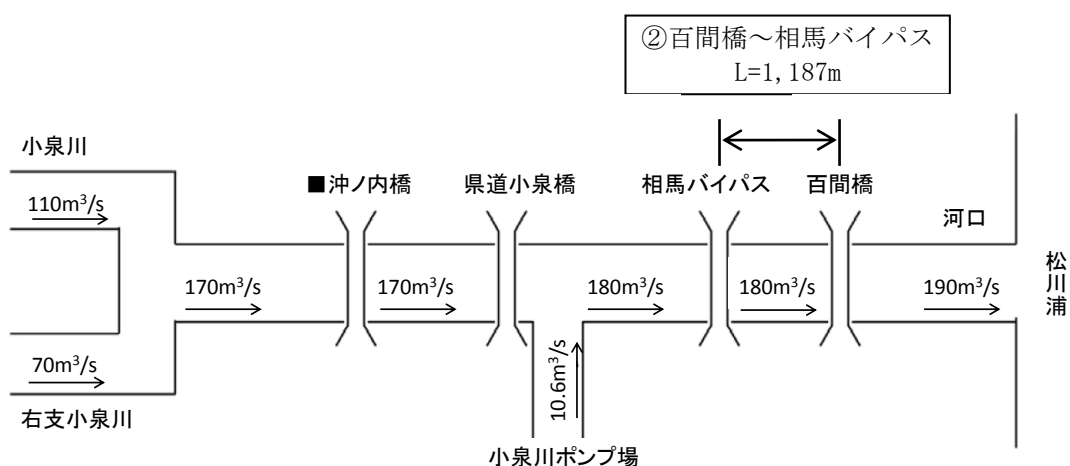 ②百間橋～相馬バイパス
L=1,187m
小泉川
■沖ノ内橋
県道小泉橋
相馬バイパス
百間橋
河口
松川浦
110m³/s
170m³/s
170m³/s
180m³/s
180m³/s
190m³/s
70m³/s
10.6m³/s
右支小泉川
小泉川ポンプ場